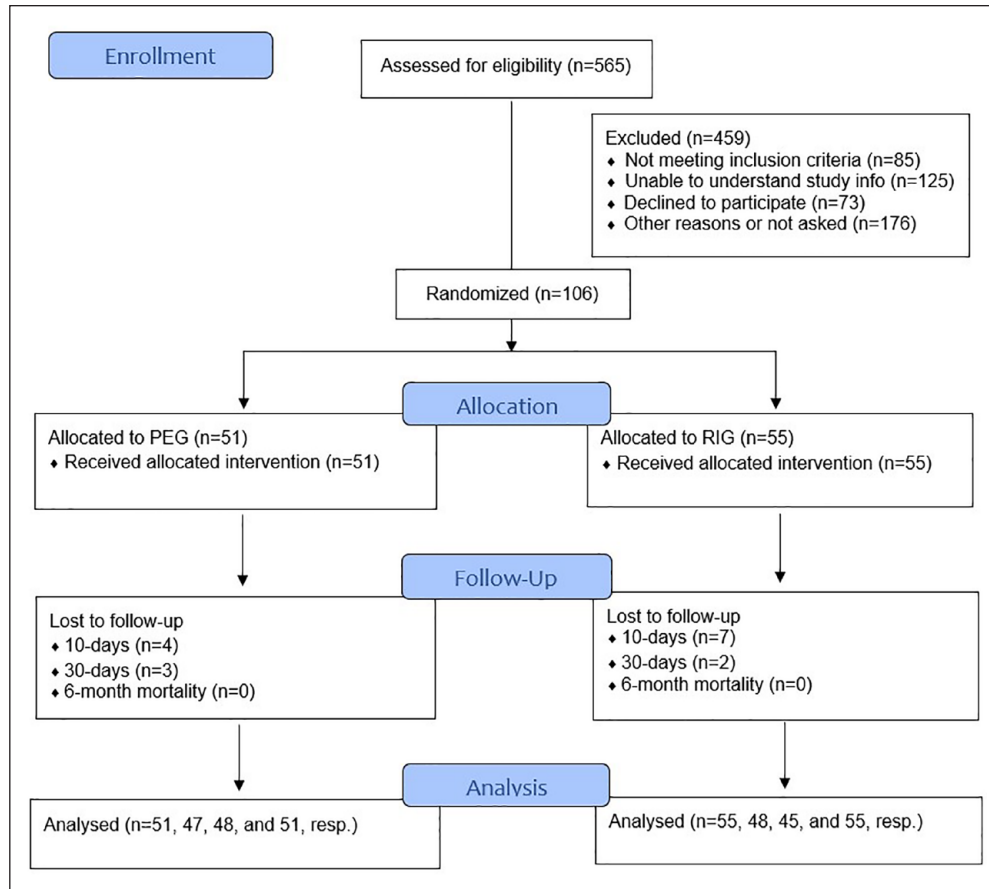 Enrollment
Assessed for eligibility (n=565)
Excluded (n=459)
♦ Not meeting inclusion criteria (n=85)
♦ Unable to understand study info (n=125)
♦ Declined to participate (n=73)
♦ Other reasons or not asked (n=176)
Randomized (n=106)
Allocation
Allocated to PEG (n=51)
♦ Received allocated intervention (n=51)
Allocated to RIG (n=55)
♦ Received allocated intervention (n=55)
Follow-Up
Lost to follow-up
♦ 10-days (n=4)
♦ 30-days (n=3)
♦ 6-month mortality (n=0)
Lost to follow-up
♦ 10-days (n=7)
♦ 30-days (n=2)
♦ 6-month mortality (n=0)
Analysis
Analysed (n=51, 47, 48, and 51, resp.)
Analysed (n=55, 48, 45, and 55, resp.)